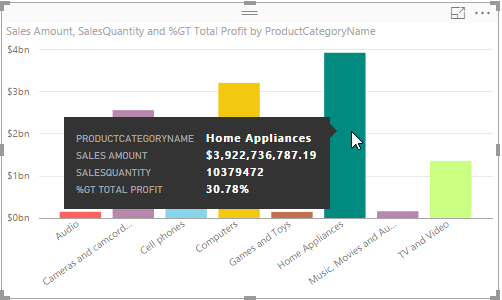 Sales Amount, SalesQuantity and %GT Total Profit by ProductCategoryName
$4bn
$3bn
$2bn
$1bn
$0bn
PRODUCTCATEGORYNAME Home Appliances
SALES AMOUNT $3,922,736,787.19
SALESQUANTITY 10379472
%GT TOTAL PROFIT 30.78%
Audio
Cameras and camcord...
Cell phones
Computers
Games and Toys
Home Appliances
Music, Movies and Au...
TV and Video